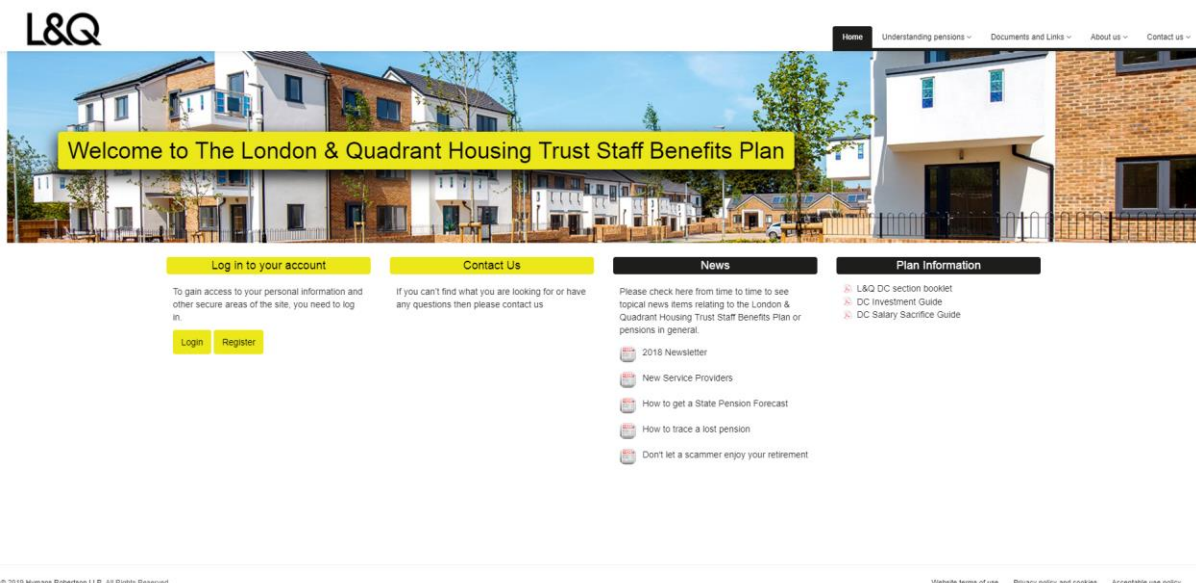 L&Q
Home Understanding pensions Documents and Links About us Contact us
Welcome to The London & Quadrant Housing Trust Staff Benefits Plan
Log in to your account
To gain access to your personal information and
other secure areas of the site, you need to log
in.
Login Register
Contact Us
If you can't find what you are looking for or have
any questions then please contact us
News
Please check here from time to time to see
topical news items relating to the London &
Quadrant Housing Trust Staff Benefits Plan or
pensions in general.
2018 Newsletter
New Service Providers
How to get a State Pension Forecast
How to trace a lost pension
Don't let a scammer enjoy your retirement
Plan Information
L&Q DC section booklet
DC Investment Guide
DC Salary Sacrifice Guide
© 2019 Hymans Robertson LLP. All Rights Reserved.
Website terms of use Privacy policy and cookies Acceptable use policy